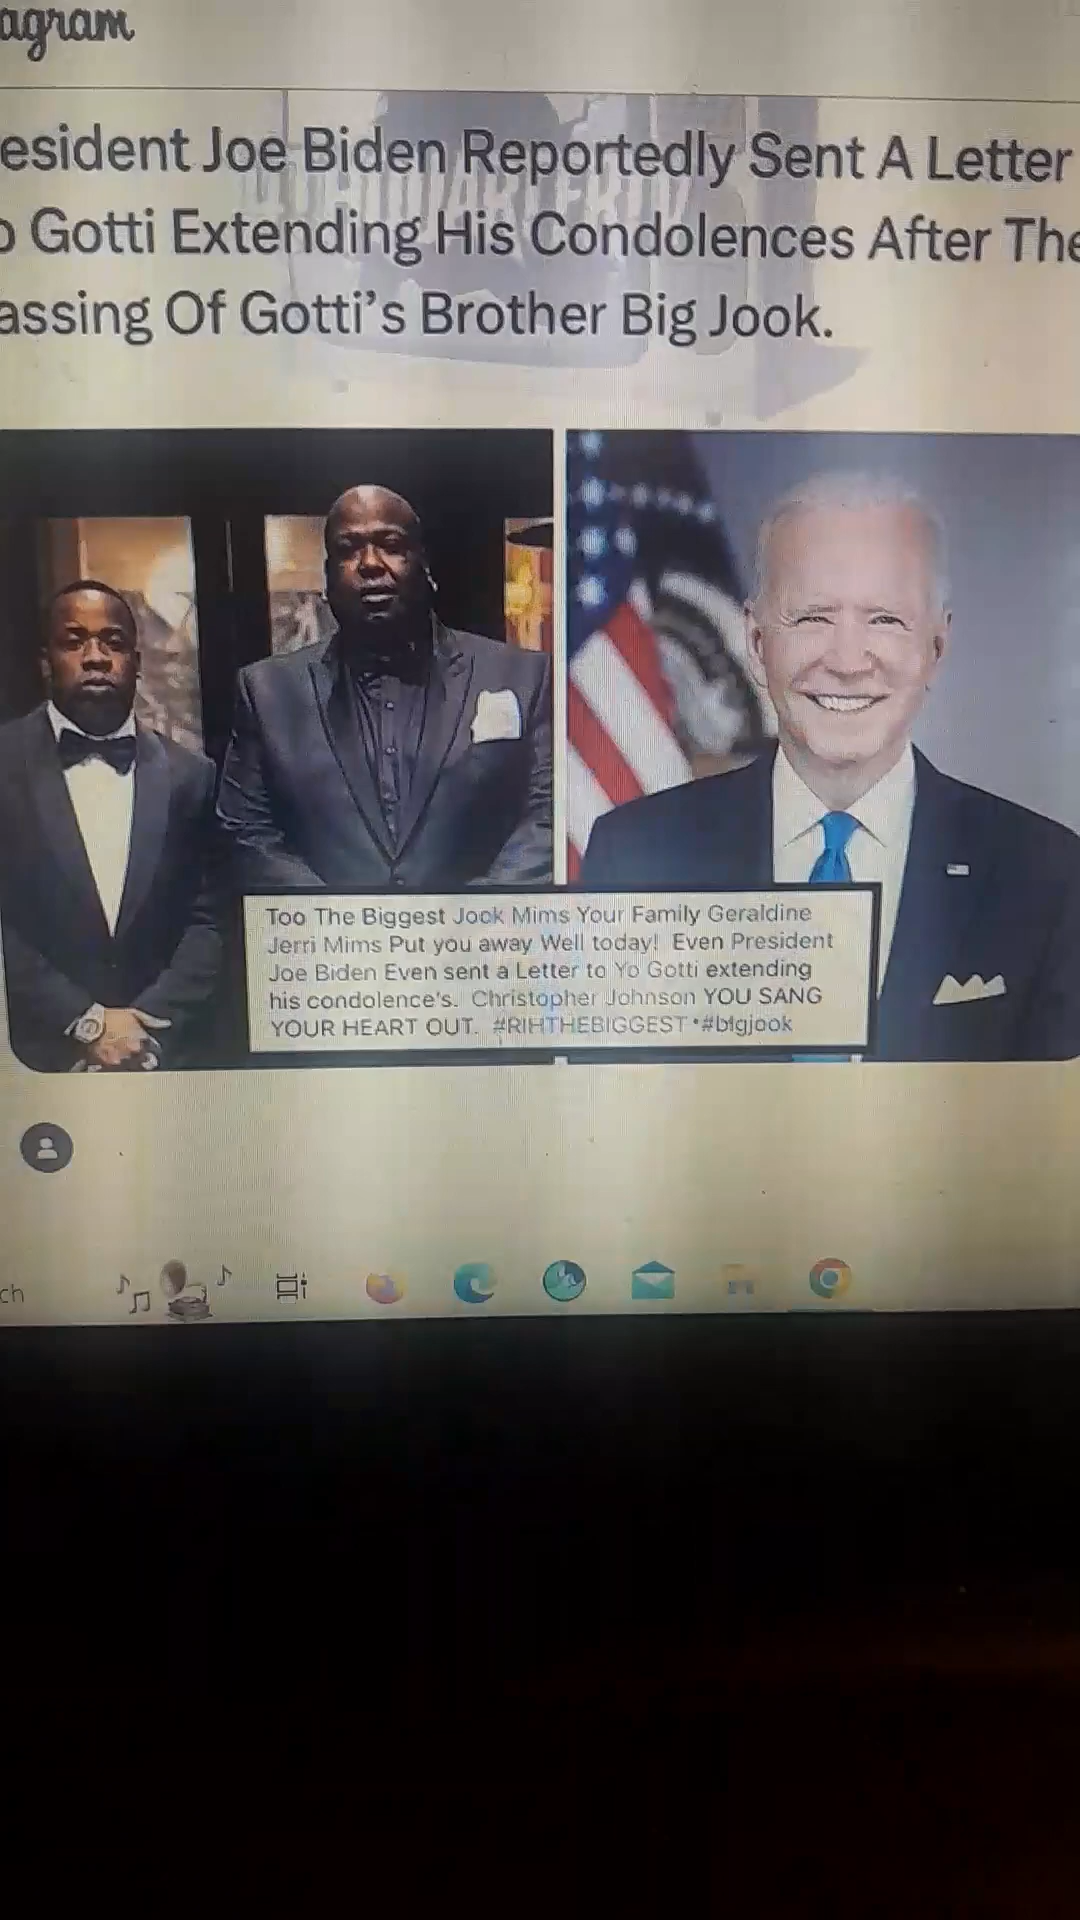 agram
esident Joe Biden Reportedly Sent A Letter
o Gotti Extending His Condolences After The
assing Of Gotti's Brother Big Jook.
Too The Biggest Jook Mims Your Family Geraldine
Jerri Mims Put you away Well today! Even President
Joe Biden Even sent a Letter to Yo Gotti extending
his condolence's. Christopher Johnson YOU SANG
YOUR HEART OUT. #RIHTHEBIGGEST •#bigjook
ch